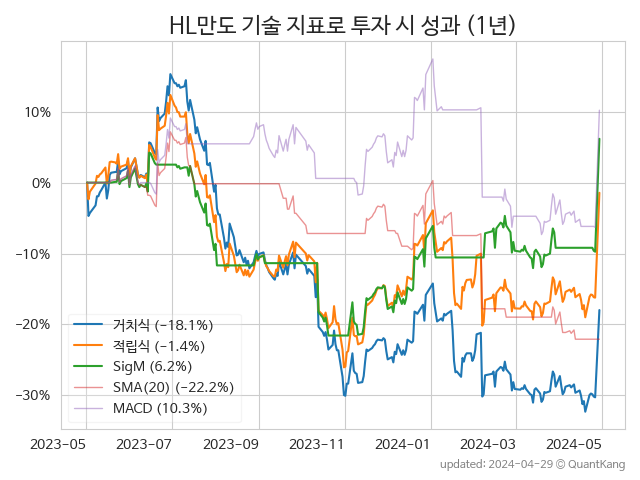 HL만도 기술 지표로 투자 시 성과 (1년)
10%
0%
−10%
−20%
−30%
거치식 (−18.1%)
적립식 (−1.4%)
SigM (6.2%)
SMA(20) (−22.2%)
MACD (10.3%)
2023-05 2023-07 2023-09 2023-11 2024-01 2024-03 2024-05
updated: 2024-04-29 © QuantKang